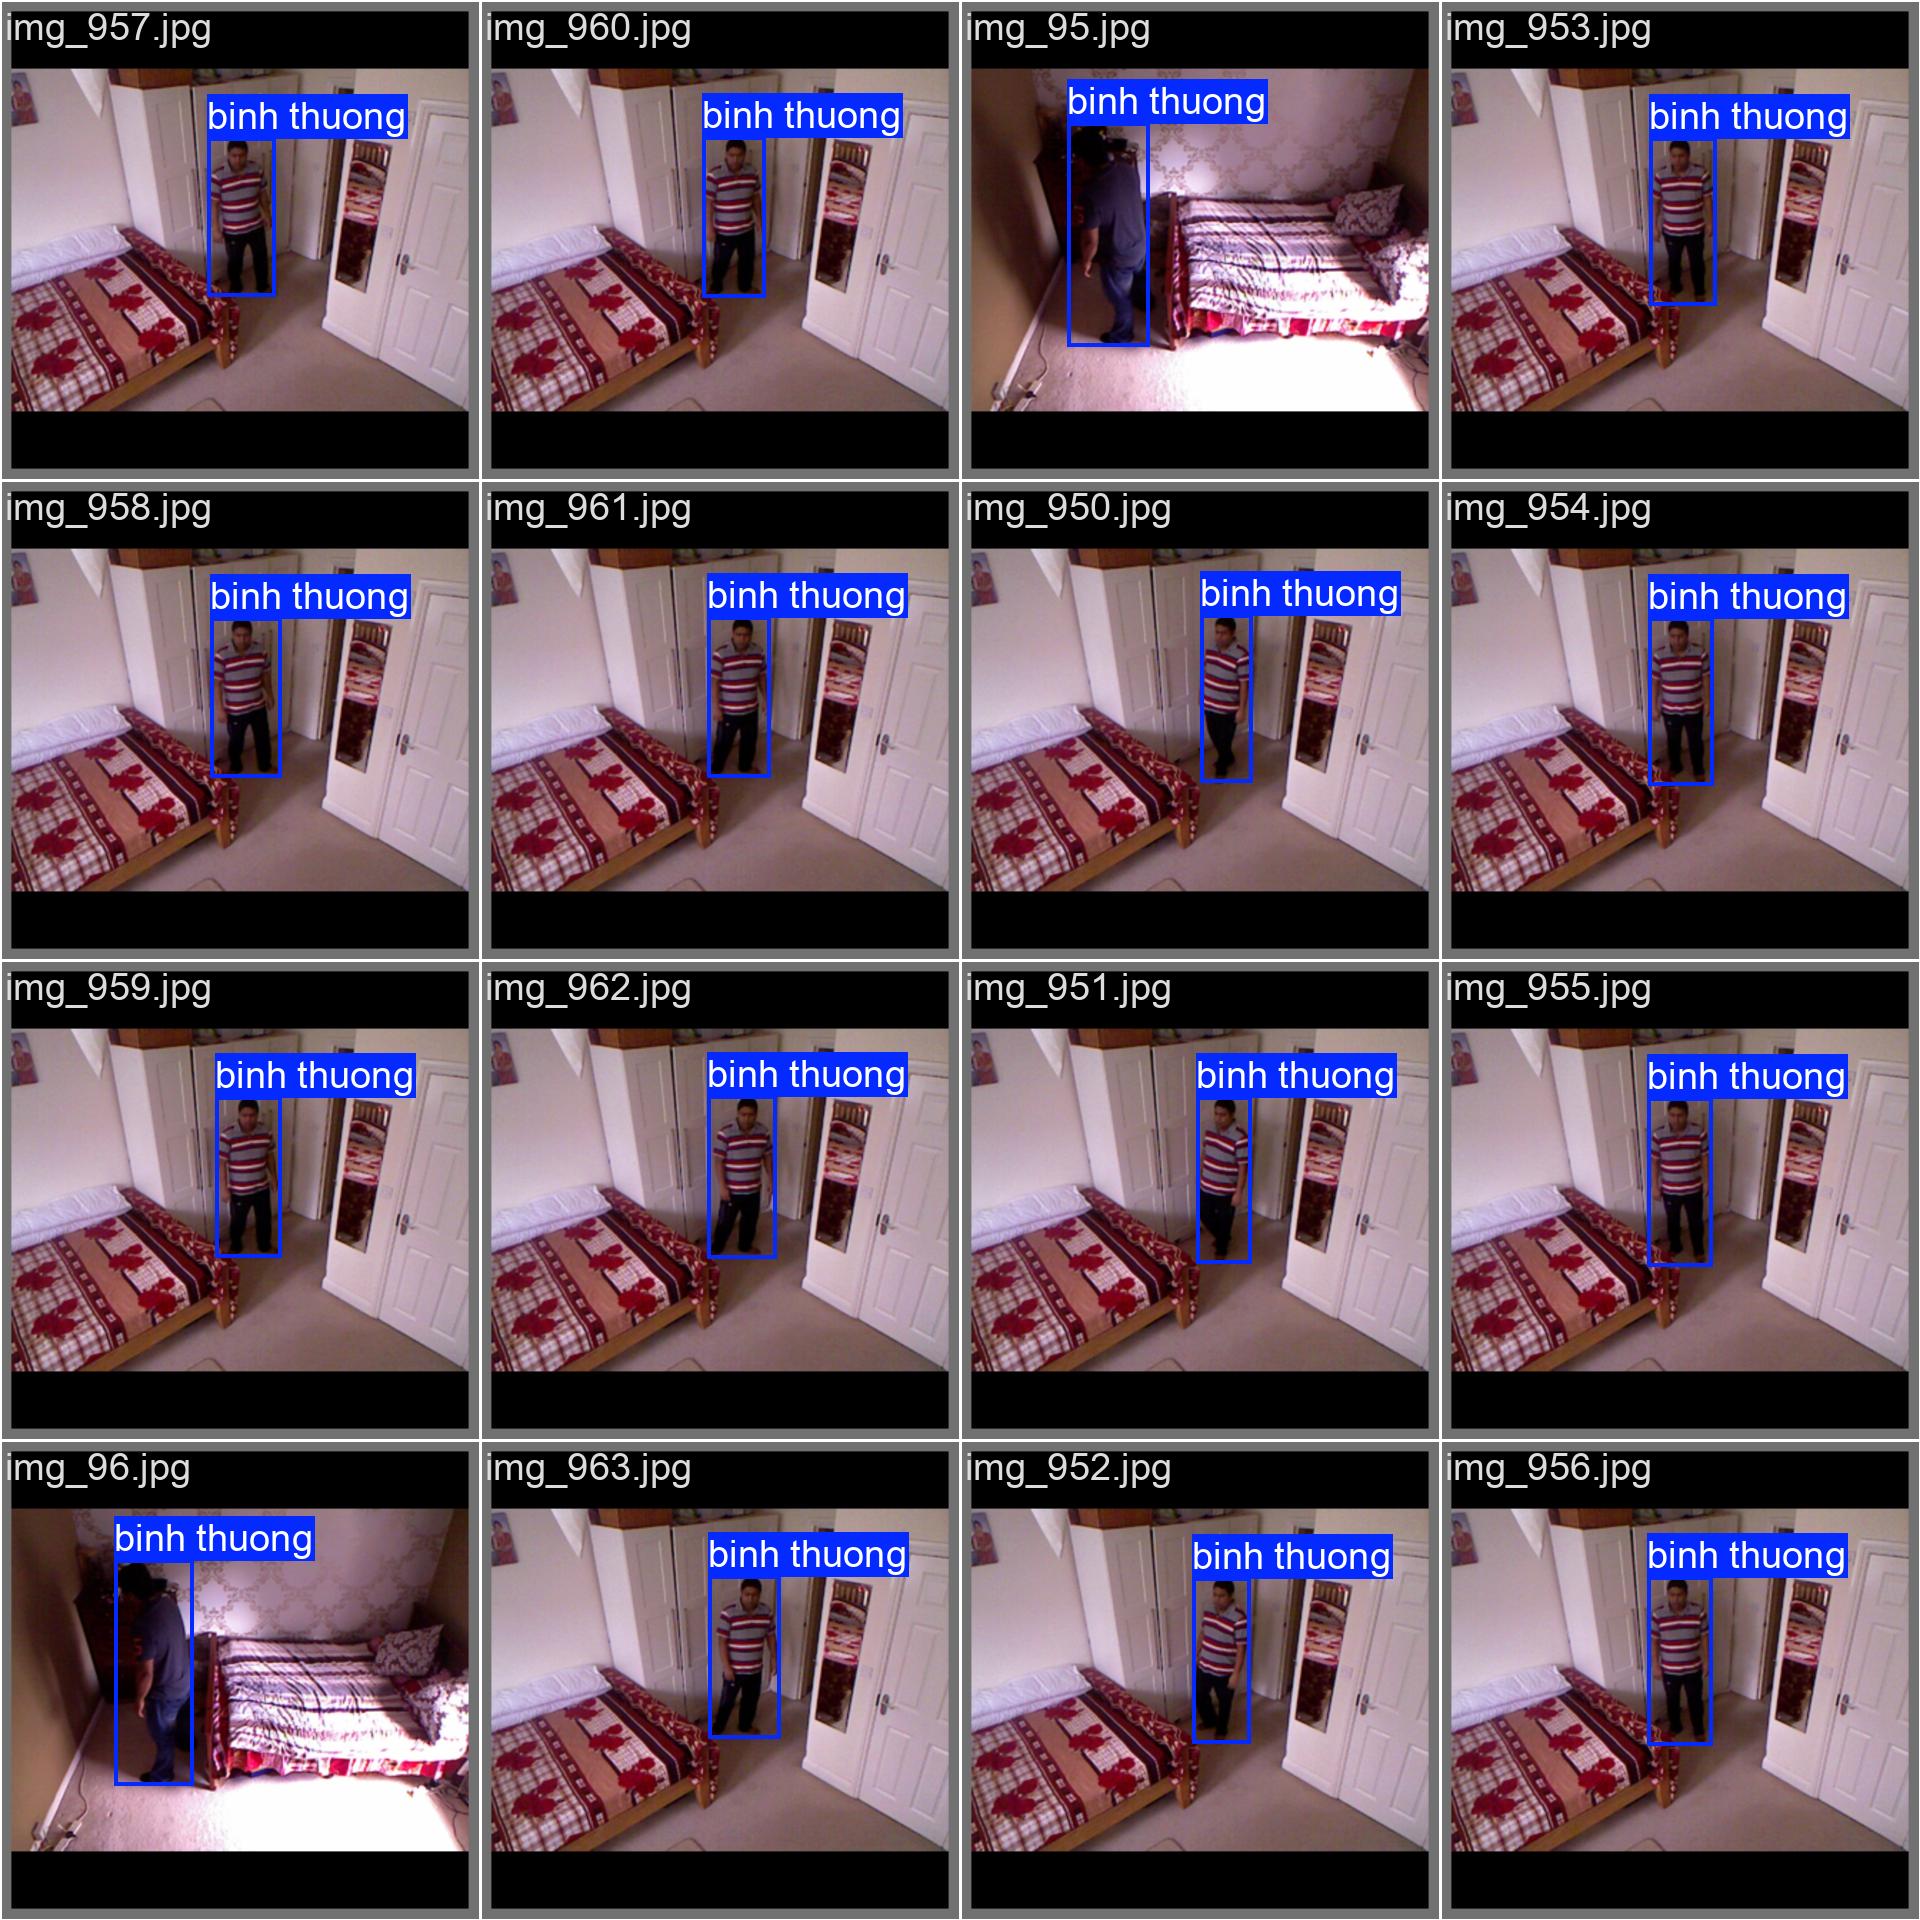 img_957.jpg
binh thuong
img_960.jpg
binh thuong
img_95.jpg
binh thuong
img_953.jpg
binh thuong
img_958.jpg
binh thuong
img_961.jpg
binh thuong
img_950.jpg
binh thuong
img_954.jpg
binh thuong
img_959.jpg
binh thuong
img_962.jpg
binh thuong
img_951.jpg
binh thuong
img_955.jpg
binh thuong
img_96.jpg
binh thuong
img_963.jpg
binh thuong
img_952.jpg
binh thuong
img_956.jpg
binh thuong